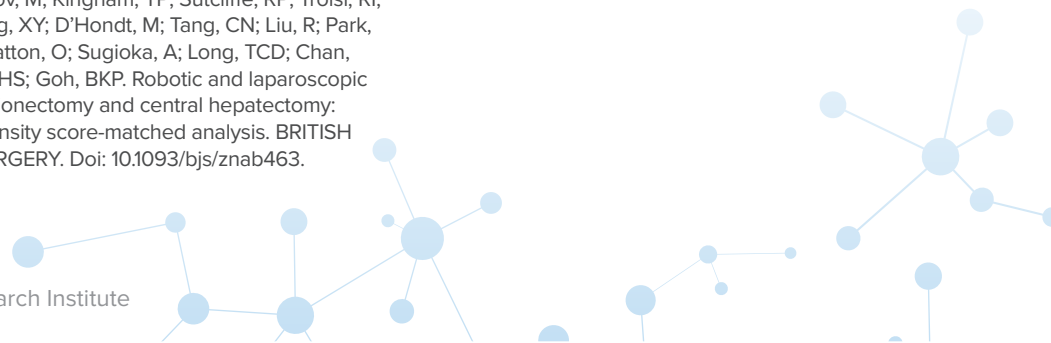 ov, M; Kingham, TP; Sutcliffe, RP; Troisi, RI;
g, XY; D’Hondt, M; Tang, CN; Liu, R; Park,
atton, O; Sugioka, A; Long, TCD; Chan,
HS; Goh, BKP. Robotic and laparoscopic
onectomy and central hepatectomy:
nsity score-matched analysis. BRITISH
RGERY. Doi: 10.1093/bjs/znab463.
arch Institute